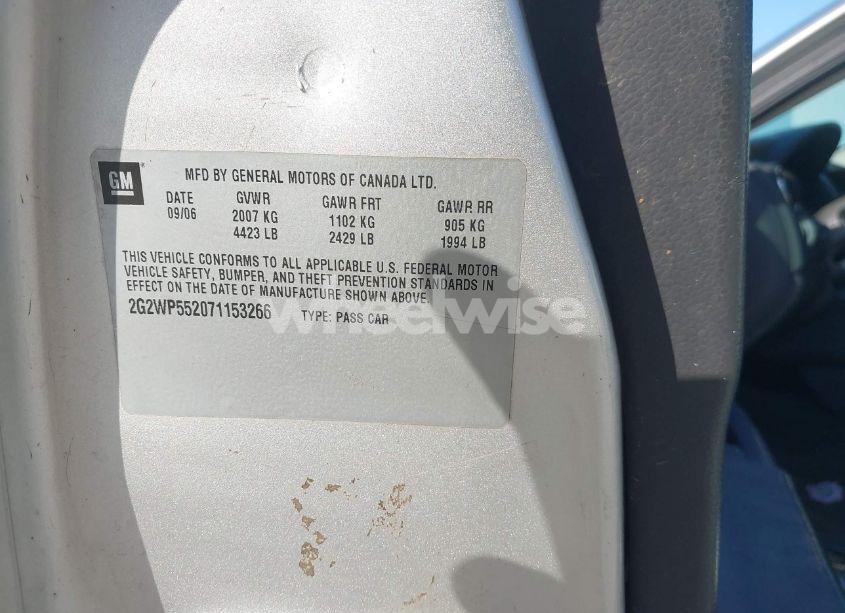 GM
MFD BY GENERAL MOTORS OF CANADA LTD.
DATE GVWR GAWR FRT GAWR RR
09/06 2007 KG 1102 KG 905 KG
4423 LB 2429 LB 1994 LB
THIS VEHICLE CONFORMS TO ALL APPLICABLE U.S. FEDERAL MOTOR
VEHICLE SAFETY, BUMPER, AND THEFT PREVENTION STANDARDS IN
EFFECT ON THE DATE OF MANUFACTURE SHOWN ABOVE
2G2WP552071153266 TYPE: PASS CAR
wheelwise